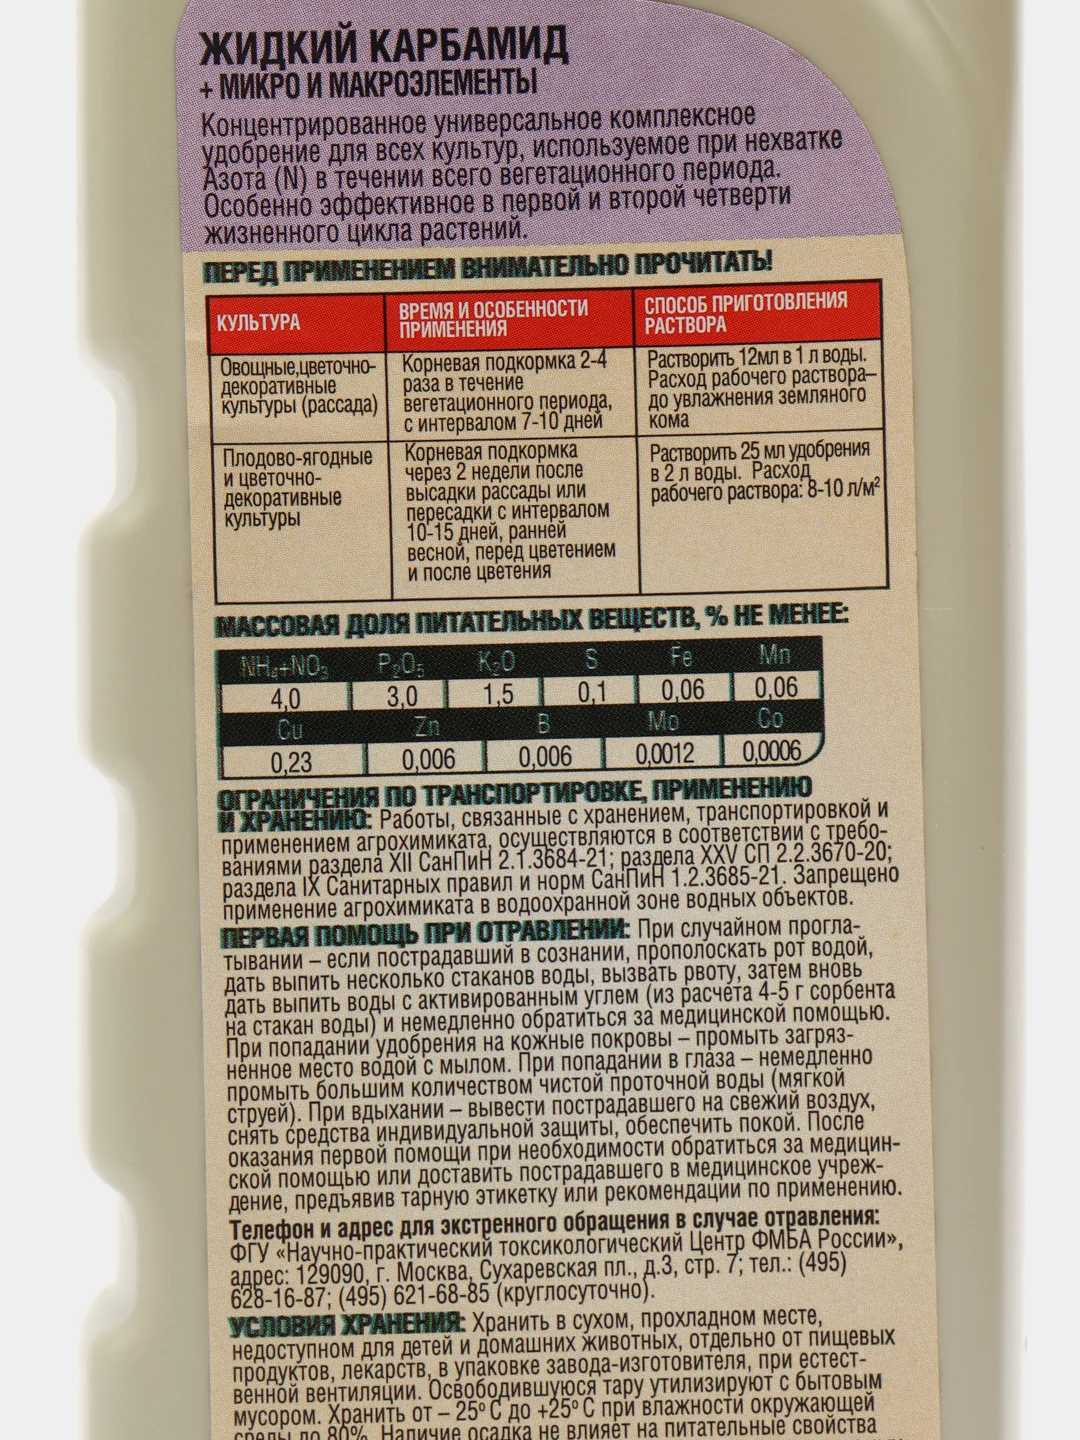 ЖИДКИЙ КАРБАМИД
+ МИКРО И МАКРОЭЛЕМЕНТЫ
Концентрированное универсальное комплексное
удобрение для всех культур, используемое при нехватке
Азота (N) в течении всего вегетационного периода.
Особенно эффективное в первой и второй четверти
жизненного цикла растений.
ПЕРЕД ПРИМЕНЕНИЕМ ВНИМАТЕЛЬНО ПРОЧИТАТЬ!
КУЛЬТУРА
ВРЕМЯ И ОСОБЕННОСТИ
ПРИМЕНЕНИЯ
СПОСОБ ПРИГОТОВЛЕНИЯ
РАСТВОРА
Овощные,цветочно-
декоративные
культуры (рассада)
Корневая подкормка 2-4
раза в течение
вегетационного периода,
с интервалом 7-10 дней
Растворить 12мл в 1 л воды.
Расход рабочего раствора–
до увлажнения земляного
кома
Плодово-ягодные
и цветочно-
декоративные
культуры
Корневая подкормка
через 2 недели после
высадки рассады или
пересадки с интервалом
10-15 дней, ранней
весной, перед цветением
и после цветения
Растворить 25 мл удобрения
в 2 л воды. Расход
рабочего раствора: 8-10 л/м²
МАССОВАЯ ДОЛЯ ПИТАТЕЛЬНЫХ ВЕЩЕСТВ, % НЕ МЕНЕЕ:
NH₄+NO₃ P₂O₅ K₂O S Fe Mn
4,0 3,0 1,5 0,1 0,06 0,06
Cu Zn B Mo Co
0,23 0,006 0,006 0,0012 0,0006
ОГРАНИЧЕНИЯ ПО ТРАНСПОРТИРОВКЕ, ПРИМЕНЕНИЮ
И ХРАНЕНИЮ: Работы, связанные с хранением, транспортировкой и
применением агрохимиката, осуществляются в соответствии с требо-
ваниями раздела XII СанПиН 2.1.3684-21; раздела XXV СП 2.2.3670-20;
раздела IX Санитарных правил и норм СанПиН 1.2.3685-21. Запрещено
применение агрохимиката в водоохранной зоне водных объектов.
ПЕРВАЯ ПОМОЩЬ ПРИ ОТРАВЛЕНИИ: При случайном прогла-
тывании – если пострадавший в сознании, прополоскать рот водой,
дать выпить несколько стаканов воды, вызвать рвоту, затем вновь
дать выпить воды с активированным углем (из расчета 4-5 г сорбента
на стакан воды) и немедленно обратиться за медицинской помощью.
При попадании удобрения на кожные покровы – промыть загряз-
ненное место водой с мылом. При попадании в глаза – немедленно
промыть большим количеством чистой проточной воды (мягкой
струей). При вдыхании – вывести пострадавшего на свежий воздух,
снять средства индивидуальной защиты, обеспечить покой. После
оказания первой помощи при необходимости обратиться за медицин-
ской помощью или доставить пострадавшего в медицинское учреж-
дение, предъявив тарную этикетку или рекомендации по применению.
Телефон и адрес для экстренного обращения в случае отравления:
ФГУ «Научно-практический токсикологический Центр ФМБА России»,
адрес: 129090, г. Москва, Сухаревская пл., д.3, стр. 7; тел.: (495)
628-16-87; (495) 621-68-85 (круглосуточно).
УСЛОВИЯ ХРАНЕНИЯ: Хранить в сухом, прохладном месте,
недоступном для детей и домашних животных, отдельно от пищевых
продуктов, лекарств, в упаковке завода-изготовителя, при естест-
венной вентиляции. Освободившуюся тару утилизируют с бытовым
мусором. Хранить от – 25º С до +25º С при влажности окружающей
среды до 80%. Наличие осадка не влияет на питательные свойства